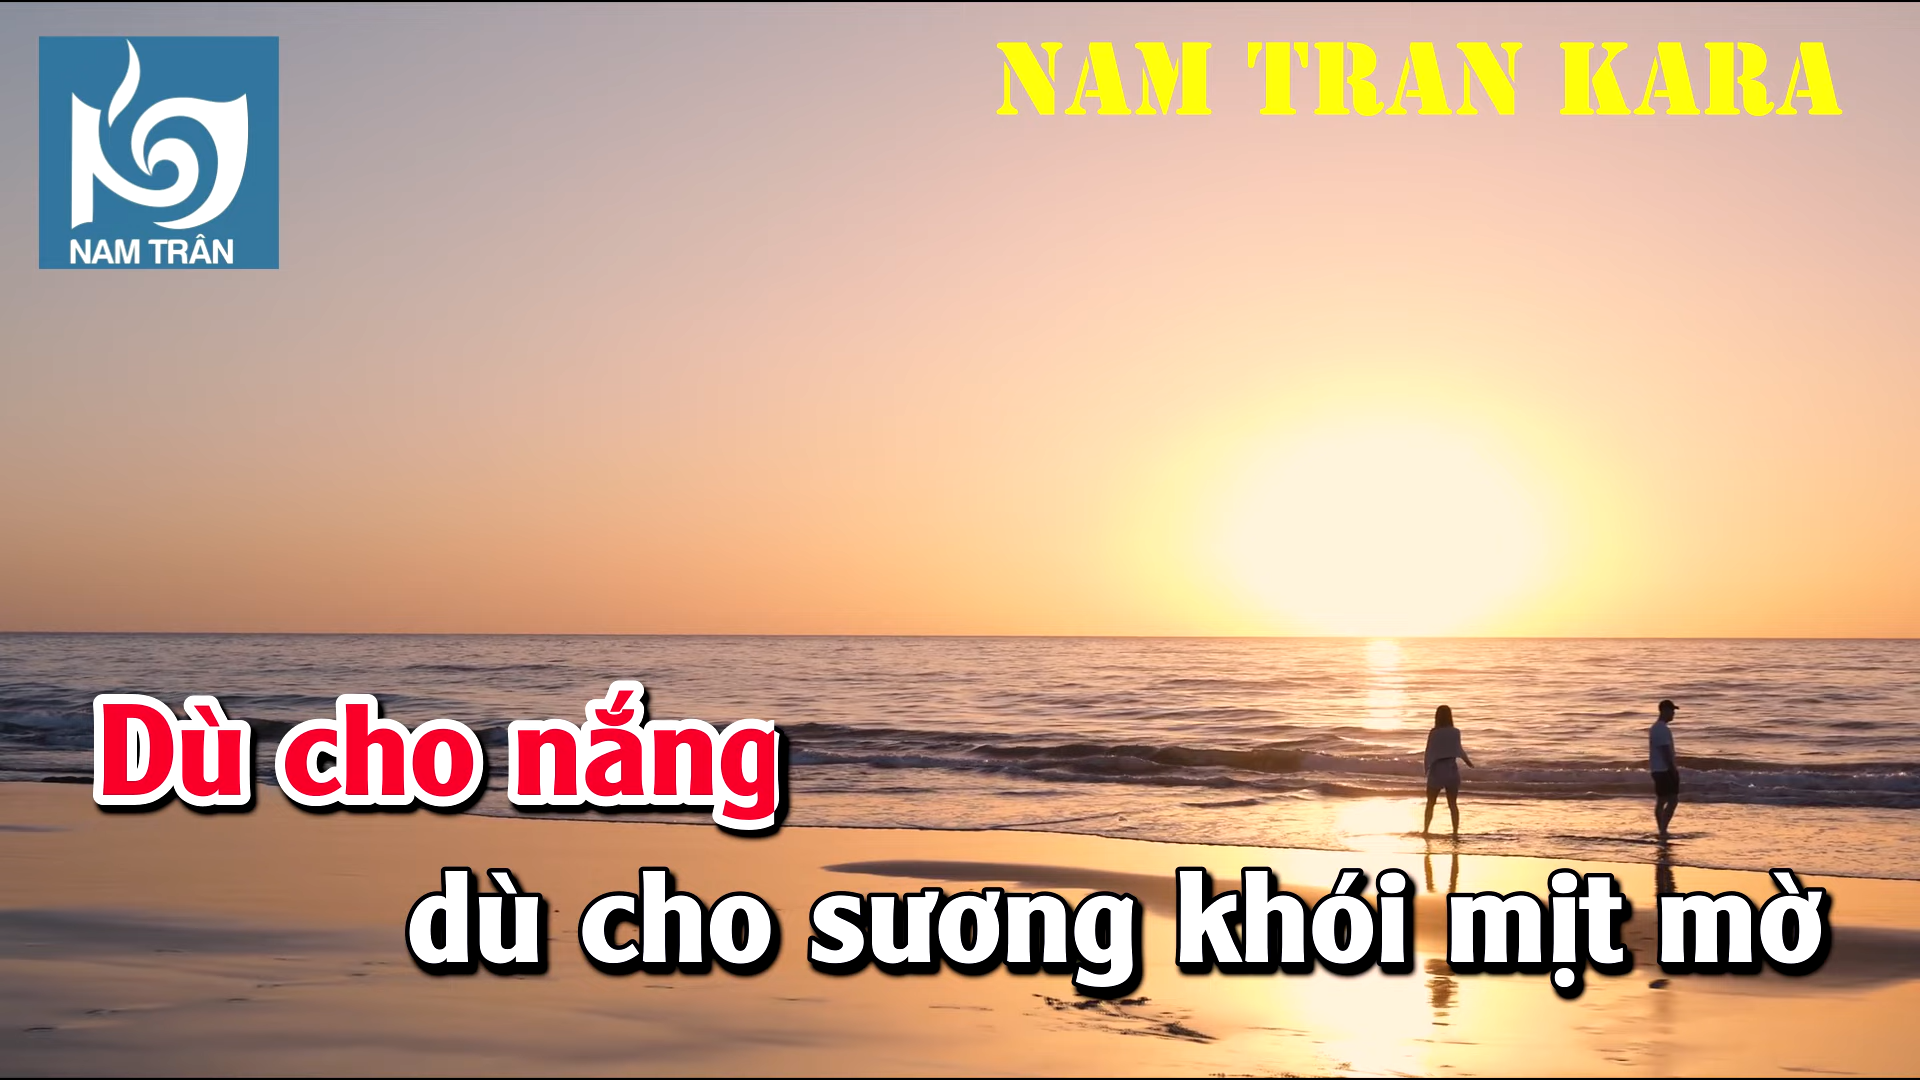 NAM TRAN KARA
NAM TRÂN
Dù cho nắng
dù cho sương khói mịt mờ